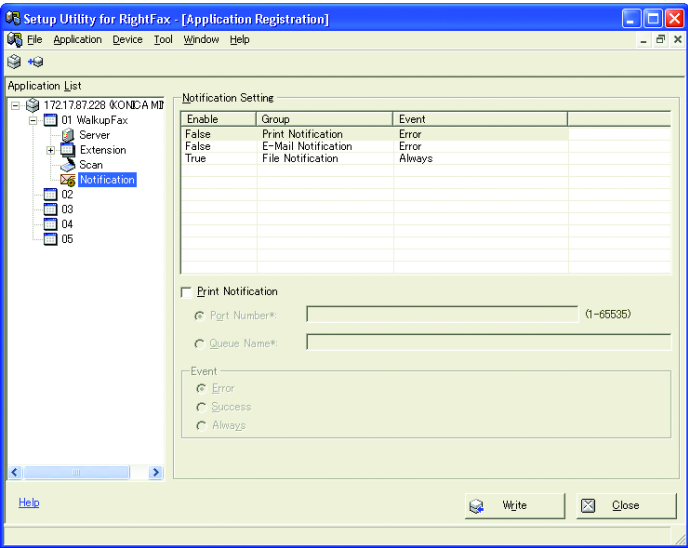 Setup Utility for RightFax - [Application Registration]
File Application Device Tool Window Help
Application List
172.17.87.228 (KONICA MIN
01 WalkupFax
Server
Extension
Scan
Notification
02
03
04
05
Notification Setting
Enable Group Event
False Print Notification Error
False E-Mail Notification Error
True File Notification Always
Print Notification
Port Number*: (1-65535)
Queue Name*:
Event
Error
Success
Always
Help
Write Close